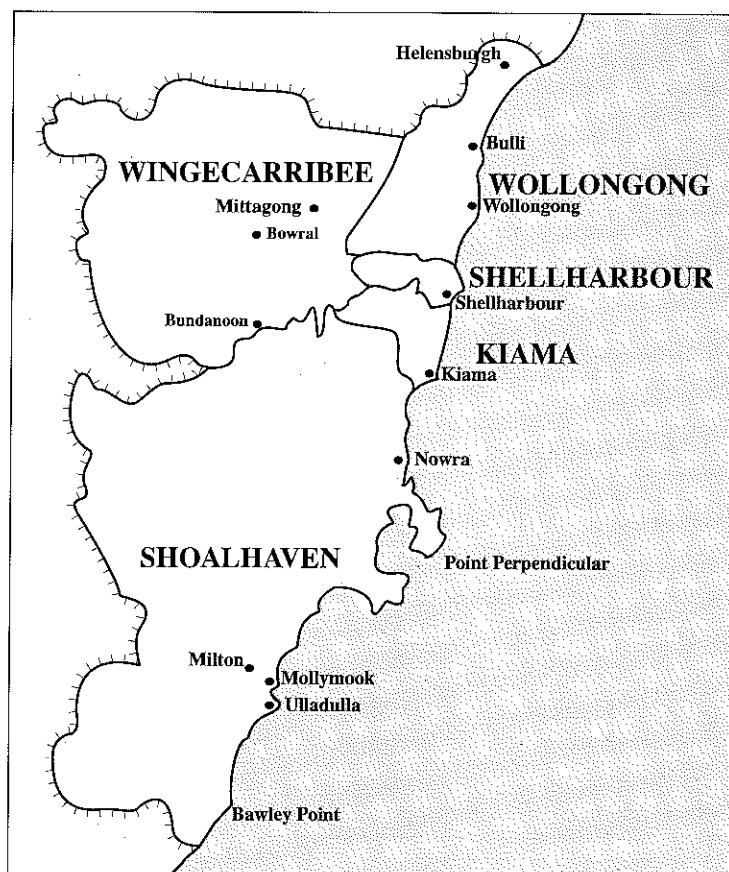 Helensburgh
Bulli
WINGECARRIBEE
WOLLONGONG
Mittagong
Wollongong
Bowral
SHELLHARBOUR
Shellharbour
Bundanoon
KIAMA
Kiama
Nowra
SHOALHAVEN
Point Perpendicular
Milton
Mollymook
Ulladulla
Bawley Point